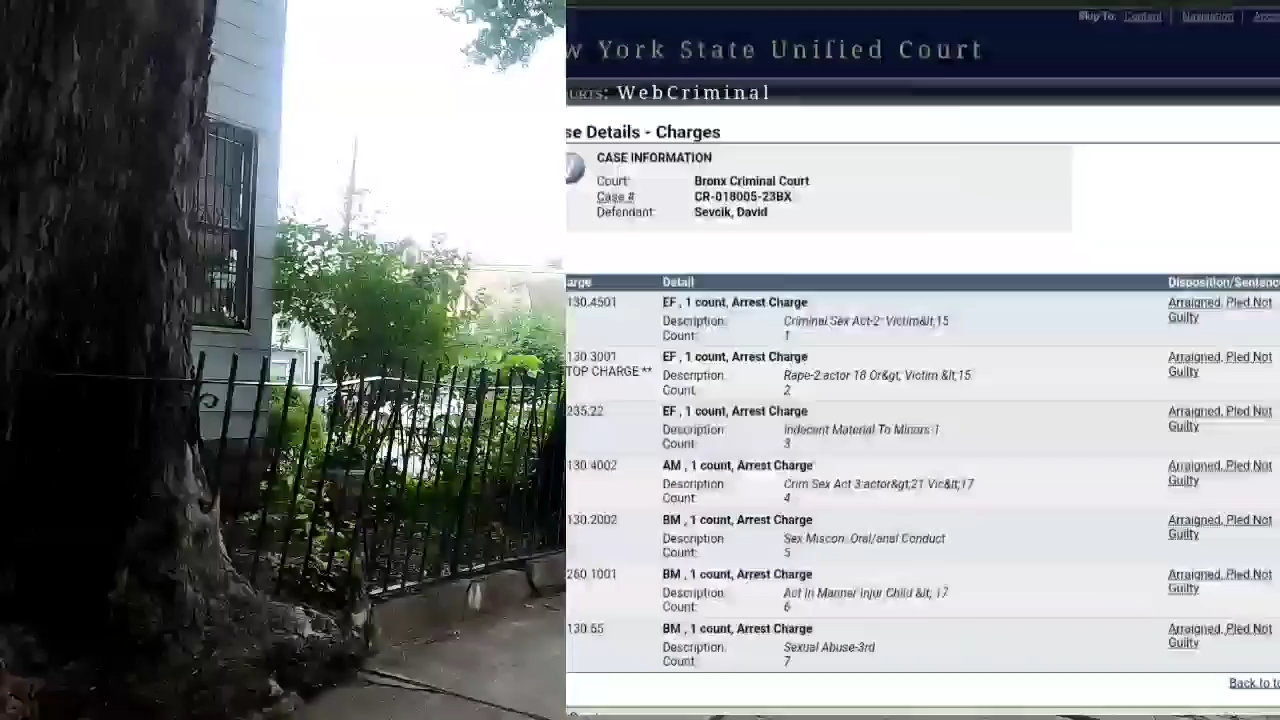 Skip To: Content | Navigation |
w York State Unified Court
URTS: WebCriminal
se Details - Charges
CASE INFORMATION
Court: Bronx Criminal Court
Case # CR-018005-23BX
Defendant: Sevcik, David
arge Detail Disposition/Sentenc
130.4501 EF , 1 count, Arrest Charge Arraigned, Pled Not
Description: Criminal Sex Act-2: Victim&lt;15 Guilty
Count: 1
130.3001 EF , 1 count, Arrest Charge Arraigned, Pled Not
TOP CHARGE ** Description: Rape-2:actor 18 Or&gt, Victim &lt;15 Guilty
Count: 2
235.22 EF , 1 count, Arrest Charge Arraigned, Pled Not
Description: Indecent Material To Minors-1 Guilty
Count: 3
130.4002 AM , 1 count, Arrest Charge Arraigned, Pled Not
Description: Crim Sex Act 3:actor&gt;21 Vic&lt;17 Guilty
Count: 4
130.2002 BM , 1 count, Arrest Charge Arraigned, Pled Not
Description: Sex Miscon: Oral/anal Conduct Guilty
Count: 5
260.1001 BM , 1 count, Arrest Charge Arraigned, Pled Not
Description: Act In Manner Injur Child &lt; 17 Guilty
Count: 6
130.55 BM , 1 count, Arrest Charge Arraigned, Pled Not
Description: Sexual Abuse-3rd Guilty
Count: 7
Back to to